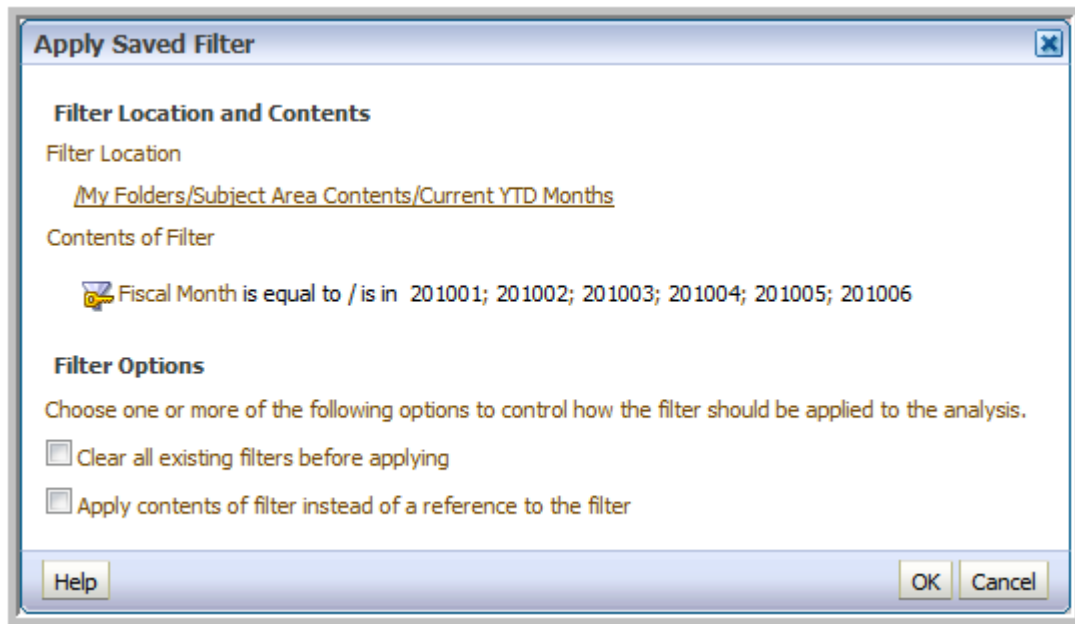 Apply Saved Filter
Filter Location and Contents
Filter Location
/My Folders/Subject Area Contents/Current YTD Months
Contents of Filter
Fiscal Month is equal to / is in 201001; 201002; 201003; 201004; 201005; 201006
Filter Options
Choose one or more of the following options to control how the filter should be applied to the analysis.
Clear all existing filters before applying
Apply contents of filter instead of a reference to the filter
Help OK Cancel